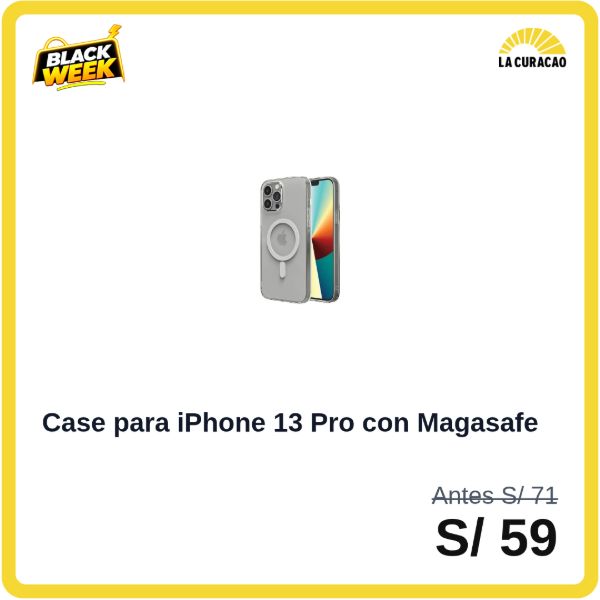 BLACK
WEEK
LA CURACAO
Case para iPhone 13 Pro con Magasafe
Antes S/ 71
S/ 59